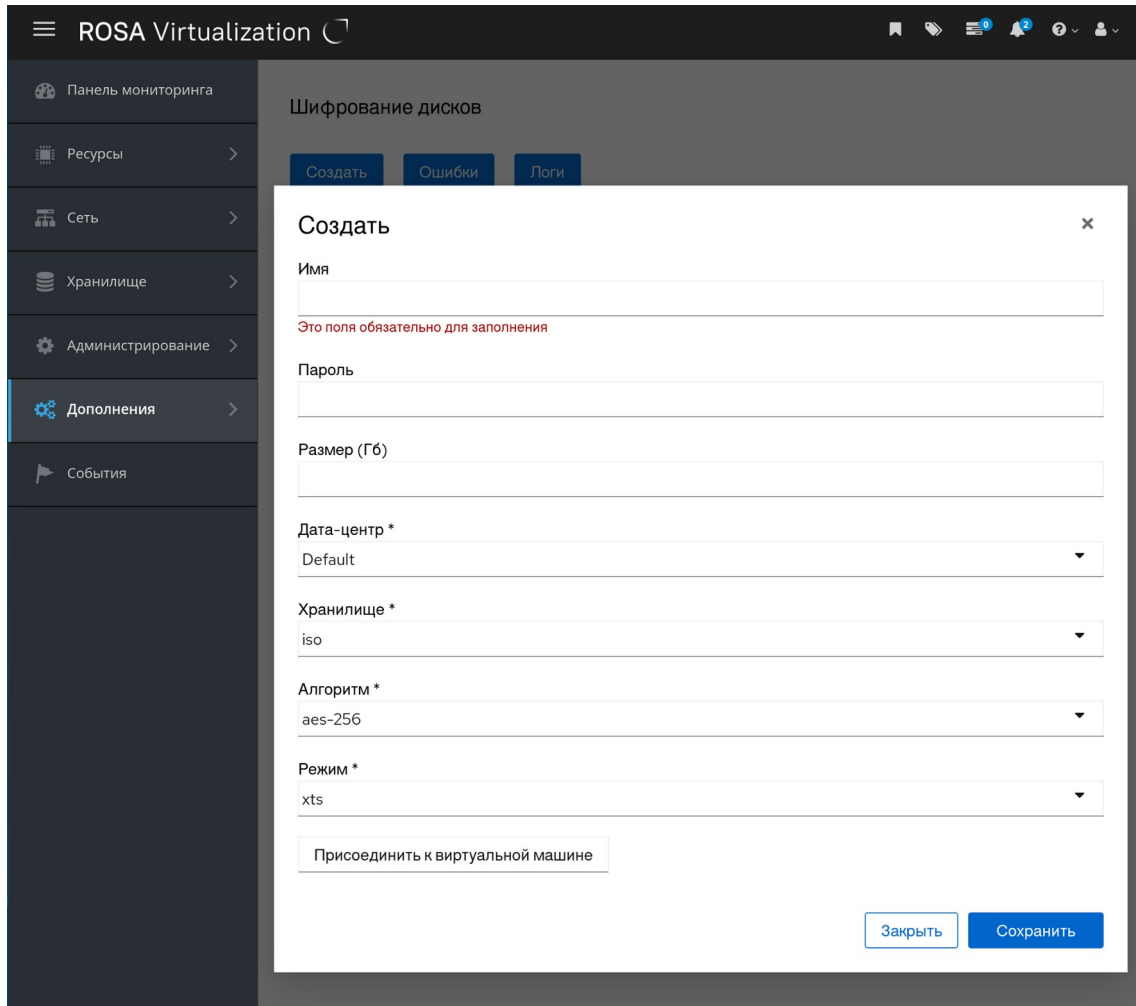 ROSA Virtualization
0
2
Панель мониторинга
Ресурсы
Сеть
Хранилище
Администрирование
Дополнения
События
Шифрование дисков
Создать Ошибки Логи
Создать
Имя
Это поля обязательно для заполнения
Пароль
Размер (Гб)
Дата-центр *
Default
Хранилище *
iso
Алгоритм *
aes-256
Режим *
xts
Присоединить к виртуальной машине
Закрыть Сохранить